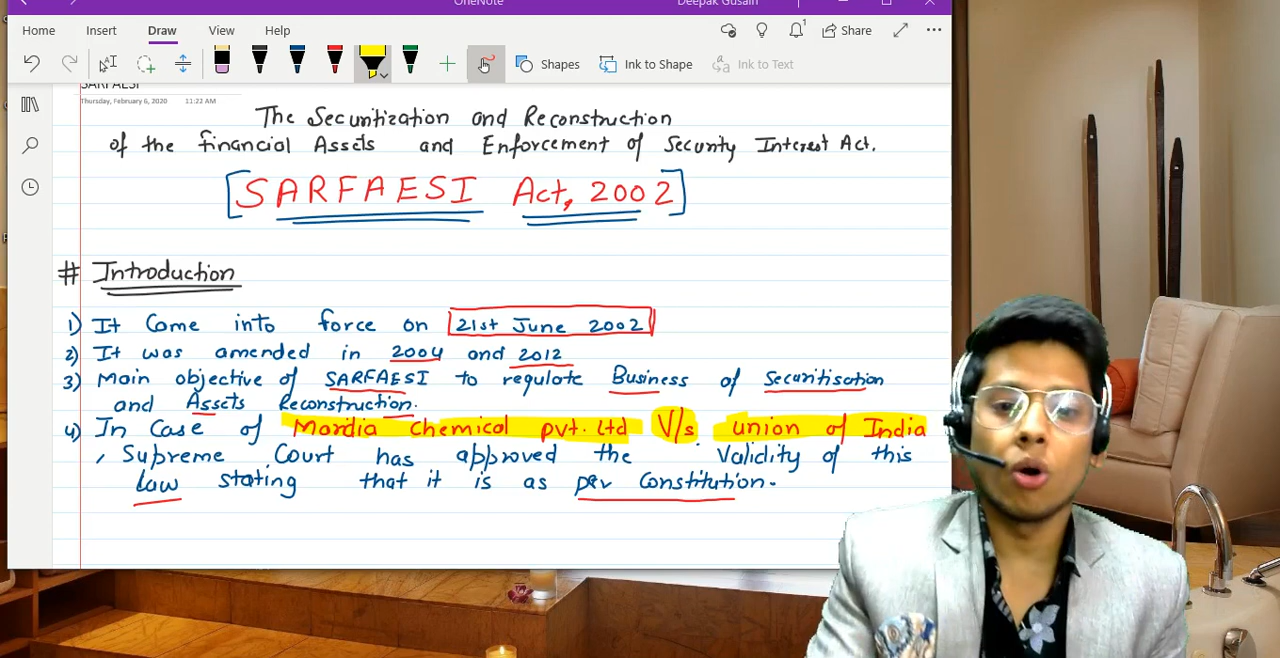 OneNote
Deepak Gusain
Home Insert Draw View Help
Share
Shapes Ink to Shape Ink to Text
SARFAESI
Thursday, February 6, 2020 11:22 AM
The Securitization and Reconstruction
of the financial Assets and Enforcement of Security Interest Act.
[SARFAESI Act, 2002]
# Introduction
1) It Come into force on 21st June 2002
2) It was amended in 2004 and 2012
3) Main objective of SARFAESI to regulate Business of Securitisation
and Assets Reconstruction.
4) In Case of Mardia Chemical pvt. Ltd V/s. union of India
, Supreme Court has approved the Validity of this
law stating that it is as per Constitution.